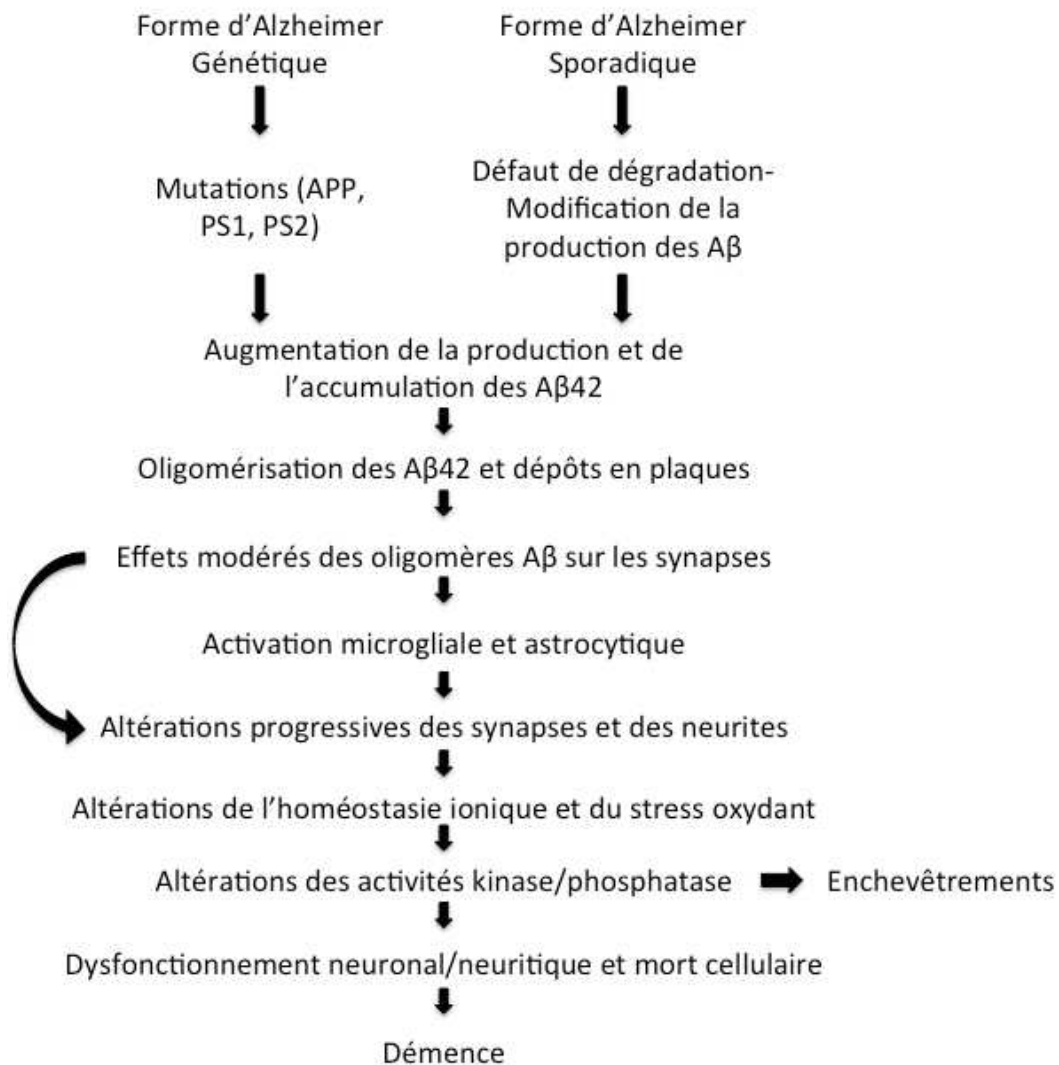 Forme d’Alzheimer
Génétique
Forme d’Alzheimer
Sporadique
Mutations (APP,
PS1, PS2)
Défaut de dégradation-
Modification de la
production des Aβ
Augmentation de la production et de
l’accumulation des Aβ42
Oligomérisation des Aβ42 et dépôts en plaques
Effets modérés des oligomères Aβ sur les synapses
Activation microgliale et astrocytique
Altérations progressives des synapses et des neurites
Altérations de l’homéostasie ionique et du stress oxydant
Altérations des activités kinase/phosphatase
Enchevêtrements
Dysfonctionnement neuronal/neuritique et mort cellulaire
Démence